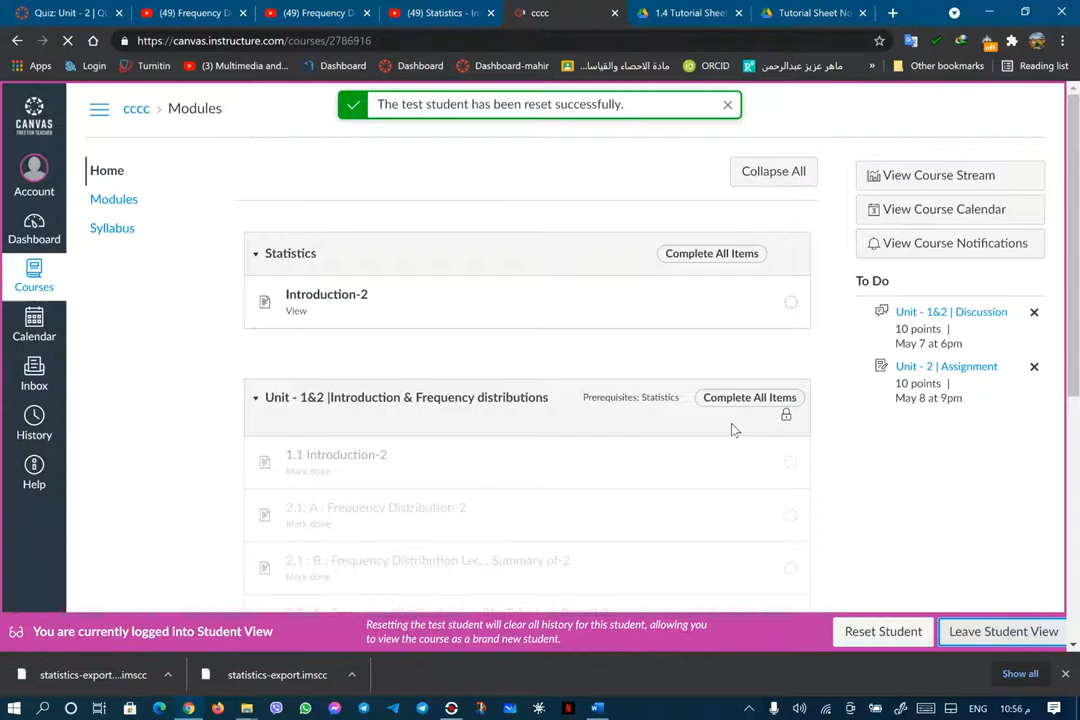 Quiz: Unit - 2 | Q
(49) Frequency D
(49) Frequency D
(49) Statistics - In
cccc
1.4 Tutorial Sheet
Tutorial Sheet No
https://canvas.instructure.com/courses/2786916
Apps
Login
Turnitin
(3) Multimedia and...
Dashboard
Dashboard
Dashboard-mahir
مادة الاحصاء والقياسا...
ORCID
ماهر عزيز عبدالرحمن
»
Other bookmarks
Reading list
CANVAS
FREE FOR TEACHER
Account
Dashboard
Courses
Calendar
Inbox
History
Help
cccc > Modules
The test student has been reset successfully.
Home
Modules
Syllabus
Collapse All
Statistics
Complete All Items
Introduction-2
View
Unit - 1&2 |Introduction & Frequency distributions
Prerequisites: Statistics
Complete All Items
1.1 Introduction-2
Mark done
2.1: A : Frequency Distribution-2
Mark done
2.1 : B : Frequency Distribution Lec....Summary of-2
Mark done
View Course Stream
View Course Calendar
View Course Notifications
To Do
Unit - 1&2 | Discussion
10 points |
May 7 at 6pm
Unit - 2 | Assignment
10 points |
May 8 at 9pm
You are currently logged into Student View
Resetting the test student will clear all history for this student, allowing you
to view the course as a brand new student.
Reset Student
Leave Student View
statistics-export....imscc
statistics-export.imscc
Show all
ENG
10:56 م